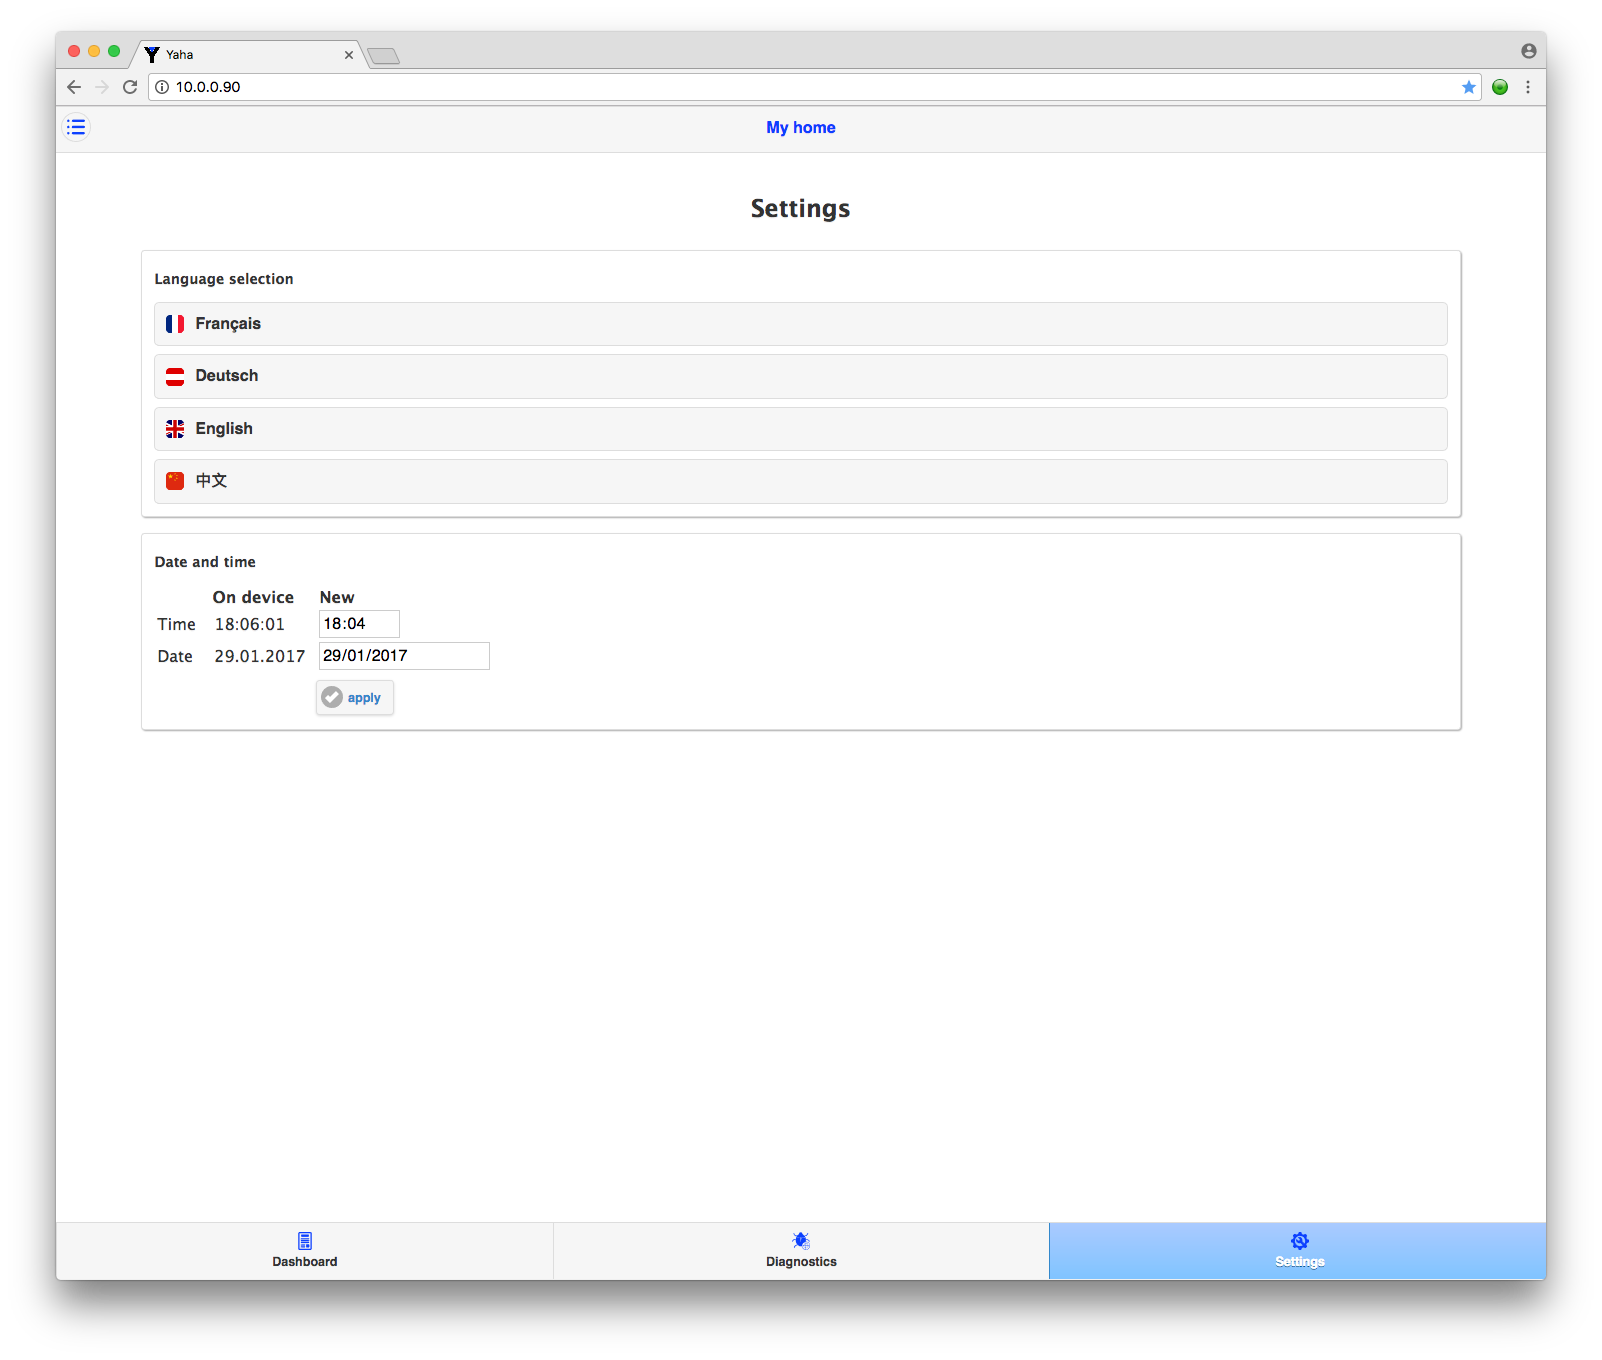 Yaha
10.0.0.90
My home
Settings
Language selection
Français
Deutsch
English
中文
Date and time
On device New
Time 18:06:01 18:04
Date 29.01.2017 29/01/2017
apply
Dashboard Diagnostics Settings